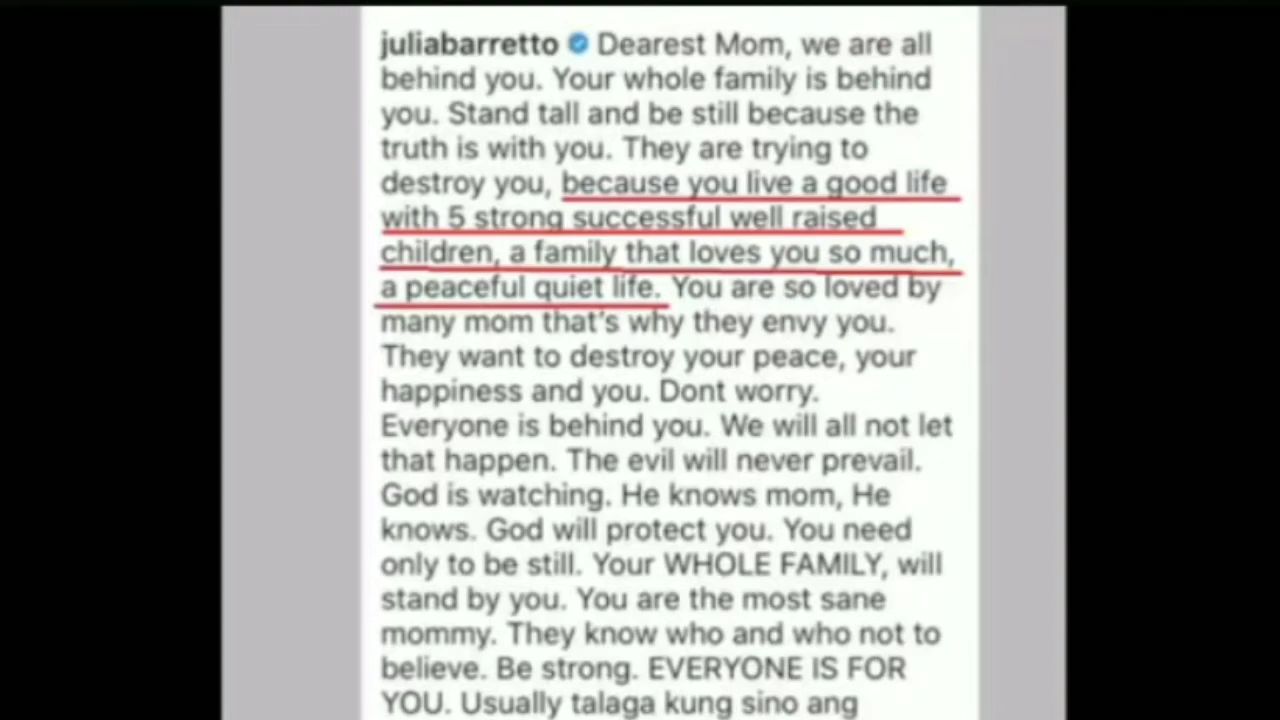 juliabarretto Dearest Mom, we are all
behind you. Your whole family is behind
you. Stand tall and be still because the
truth is with you. They are trying to
destroy you, because you live a good life
with 5 strong successful well raised
children, a family that loves you so much,
a peaceful quiet life. You are so loved by
many mom that's why they envy you.
They want to destroy your peace, your
happiness and you. Dont worry.
Everyone is behind you. We will all not let
that happen. The evil will never prevail.
God is watching. He knows mom, He
knows. God will protect you. You need
only to be still. Your WHOLE FAMILY, will
stand by you. You are the most sane
mommy. They know who and who not to
believe. Be strong. EVERYONE IS FOR
YOU. Usually talaga kung sino ang